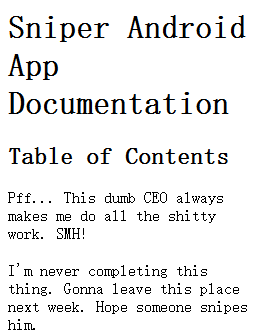 Sniper Android
App
Documentation
Table of Contents
Pff... This dumb CEO always
makes me do all the shitty
work. SMH!
I'm never completing this
thing. Gonna leave this place
next week. Hope someone snipes
him.